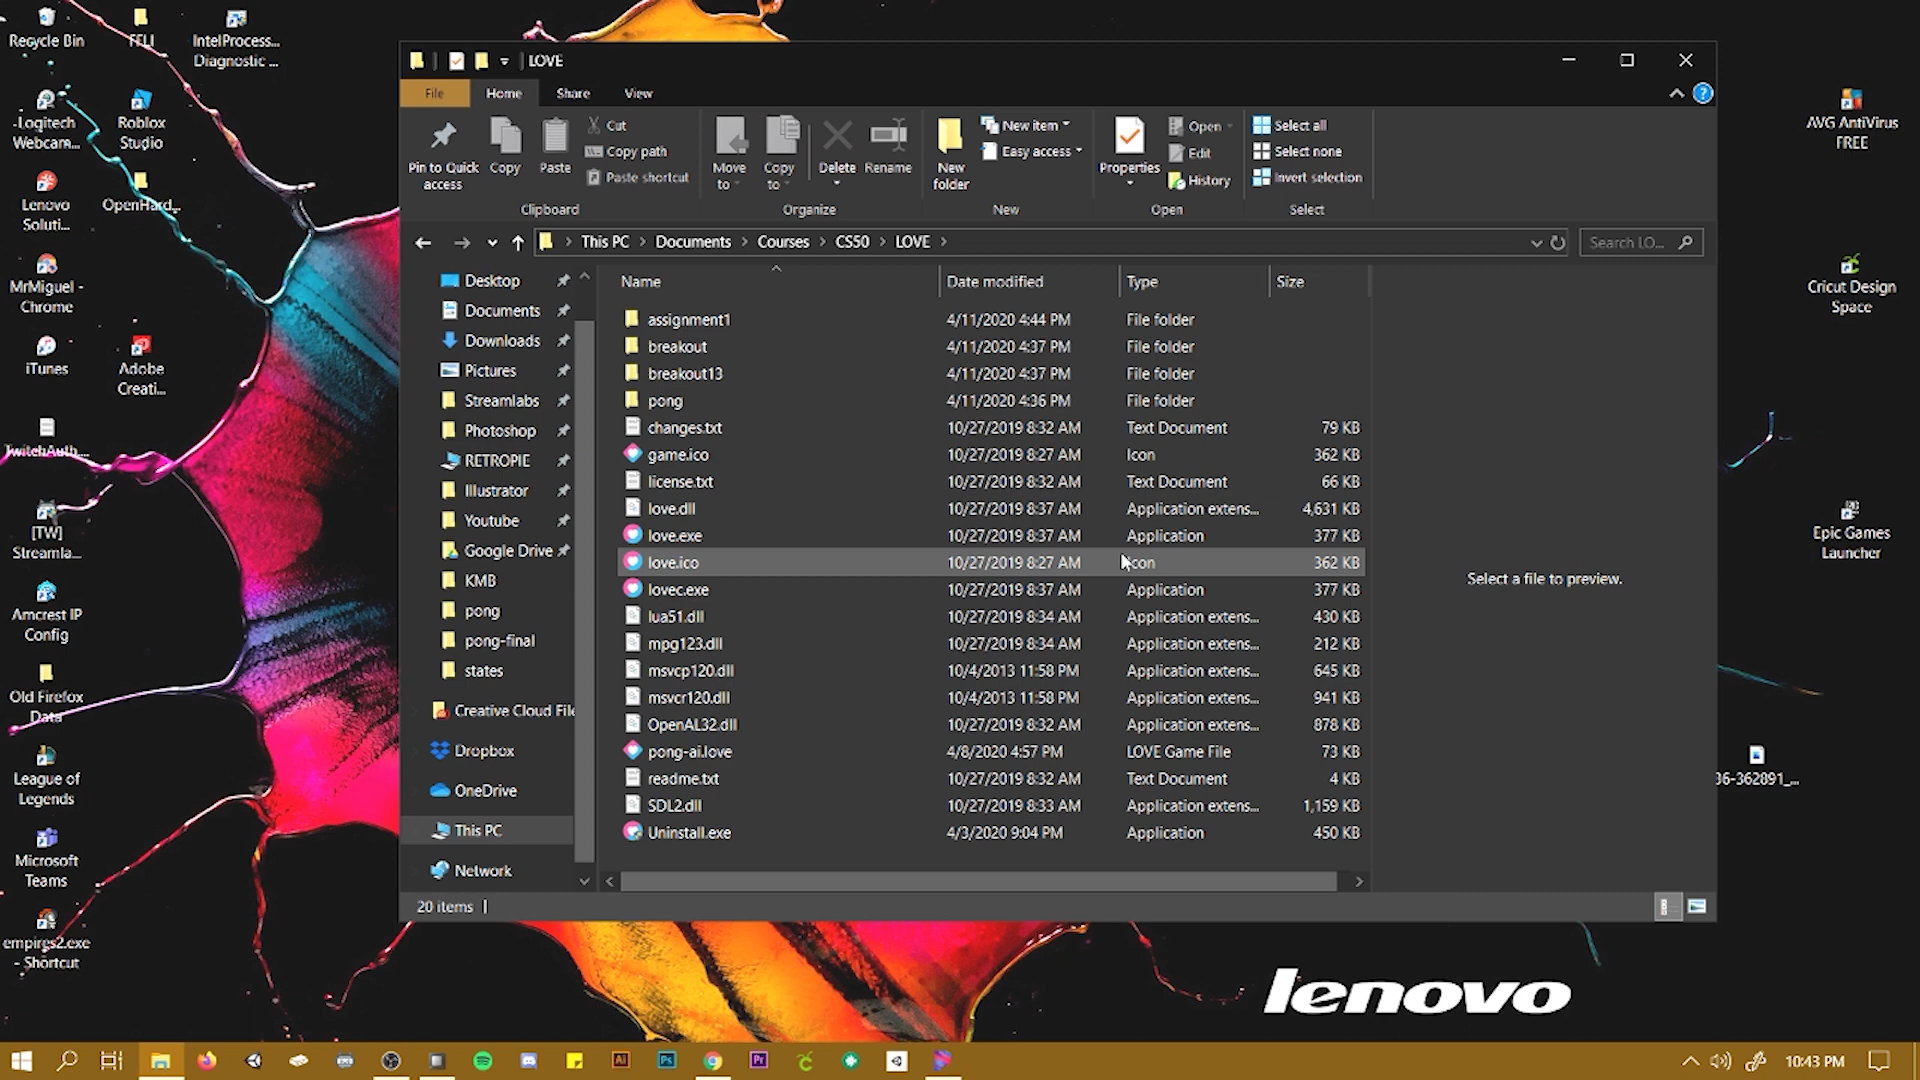 Recycle Bin
FFLI
IntelProcess...
Diagnostic ...
Logitech
Webcam...
Roblox
Studio
Lenovo
Soluti...
OpenHard...
MrMiguel -
Chrome
iTunes
Adobe
Creati...
TwitchAuth...
[TW]
Streamla...
Amcrest IP
Config
Old Firefox
Data
League of
Legends
Microsoft
Teams
empires2.exe
- Shortcut
LOVE
File Home Share View
Pin to Quick
access
Copy
Paste
Cut
Copy path
Paste shortcut
Clipboard
Move
to
Copy
to
Delete
Rename
Organize
New
folder
New item
Easy access
New
Properties
Open
Edit
History
Open
Select all
Select none
Invert selection
Select
This PC > Documents > Courses > CS50 > LOVE >
Search LO...
Desktop
Documents
Downloads
Pictures
Streamlabs
Photoshop
RETROPIE
Illustrator
Youtube
Google Drive
KMB
pong
pong-final
states
Creative Cloud File
Dropbox
OneDrive
This PC
Network
Name Date modified Type Size
assignment1 4/11/2020 4:44 PM File folder
breakout 4/11/2020 4:37 PM File folder
breakout13 4/11/2020 4:37 PM File folder
pong 4/11/2020 4:36 PM File folder
changes.txt 10/27/2019 8:32 AM Text Document 79 KB
game.ico 10/27/2019 8:27 AM Icon 362 KB
license.txt 10/27/2019 8:32 AM Text Document 66 KB
love.dll 10/27/2019 8:37 AM Application extens... 4,631 KB
love.exe 10/27/2019 8:37 AM Application 377 KB
love.ico 10/27/2019 8:27 AM Icon 362 KB
lovec.exe 10/27/2019 8:37 AM Application 377 KB
lua51.dll 10/27/2019 8:34 AM Application extens... 430 KB
mpg123.dll 10/27/2019 8:34 AM Application extens... 212 KB
msvcp120.dll 10/4/2013 11:58 PM Application extens... 645 KB
msvcr120.dll 10/4/2013 11:58 PM Application extens... 941 KB
OpenAL32.dll 10/27/2019 8:32 AM Application extens... 878 KB
pong-ai.love 4/8/2020 4:57 PM LOVE Game File 73 KB
readme.txt 10/27/2019 8:32 AM Text Document 4 KB
SDL2.dll 10/27/2019 8:33 AM Application extens... 1,159 KB
Uninstall.exe 4/3/2020 9:04 PM Application 450 KB
Select a file to preview.
20 items
AVG AntiVirus
FREE
Cricut Design
Space
Epic Games
Launcher
36-362891_...
lenovo
Ai
Ps
Pr
10:43 PM